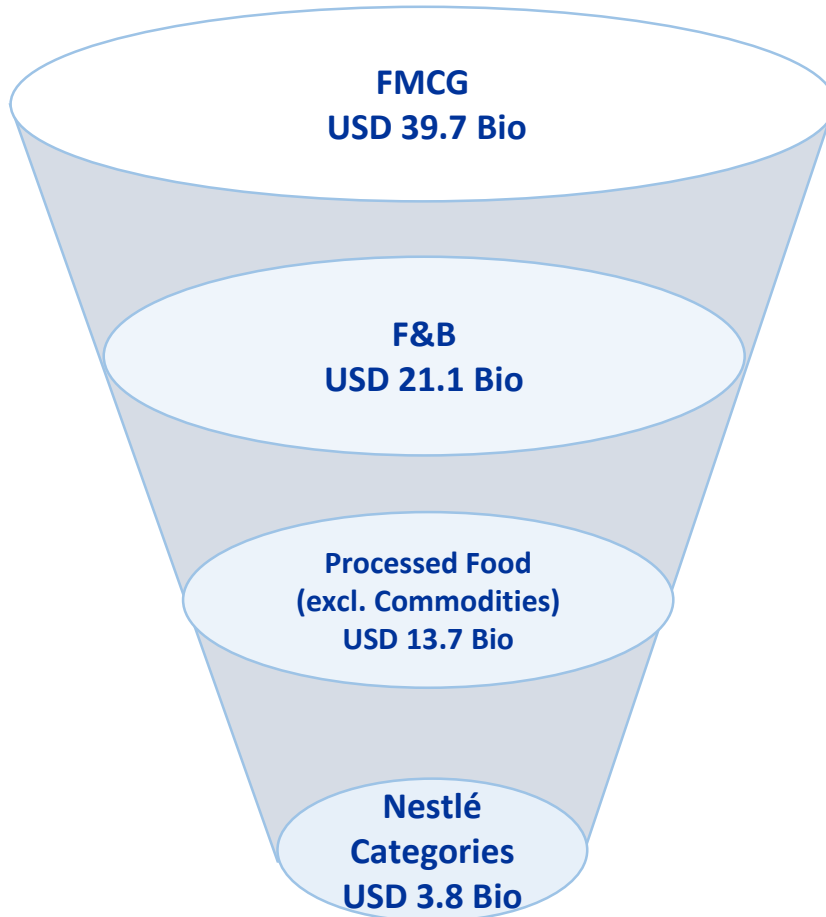 FMCG
USD 39.7 Bio
F&B
USD 21.1 Bio
Processed Food
(excl. Commodities)
USD 13.7 Bio
Nestlé
Categories
USD 3.8 Bio